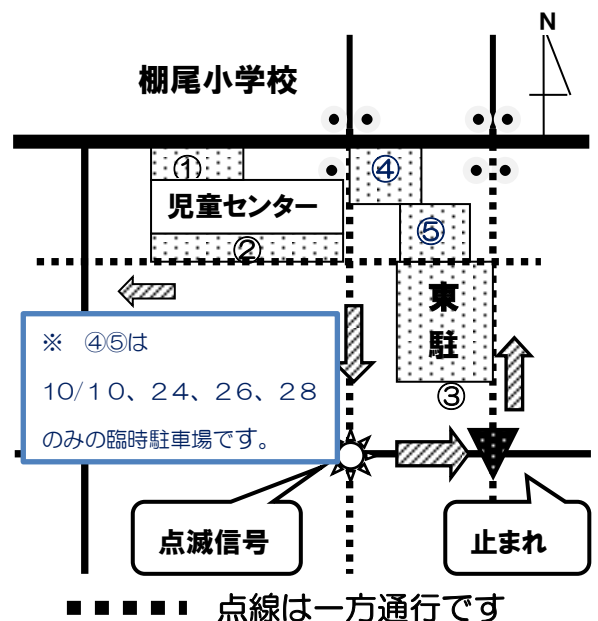 N
棚尾小学校
①
④
児童センター
⑤
②
東
駐
※ ④⑤は
10/10、24、26、28
のみの臨時駐車場です。
③
点滅信号
止まれ
点線は一方通行です